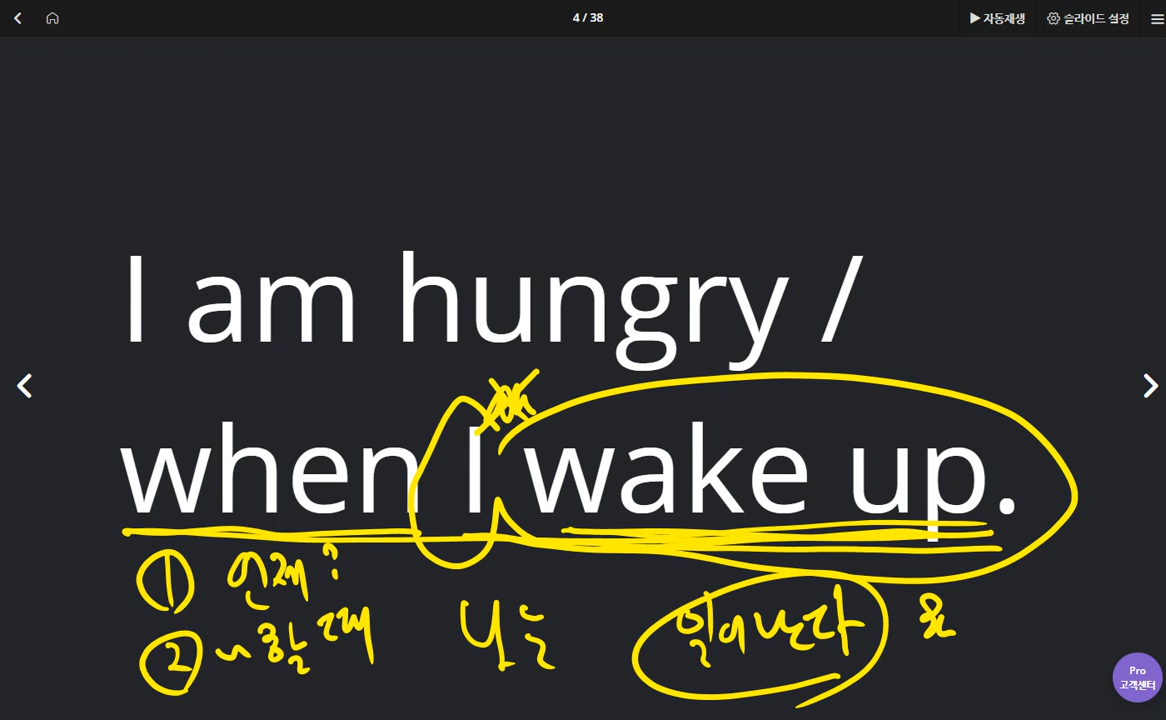 4 / 38
자동재생
슬라이드 설정
I am hungry /
when I wake up.
① 언제?
② ~할 때
나는
일어난다
Pro
고객센터